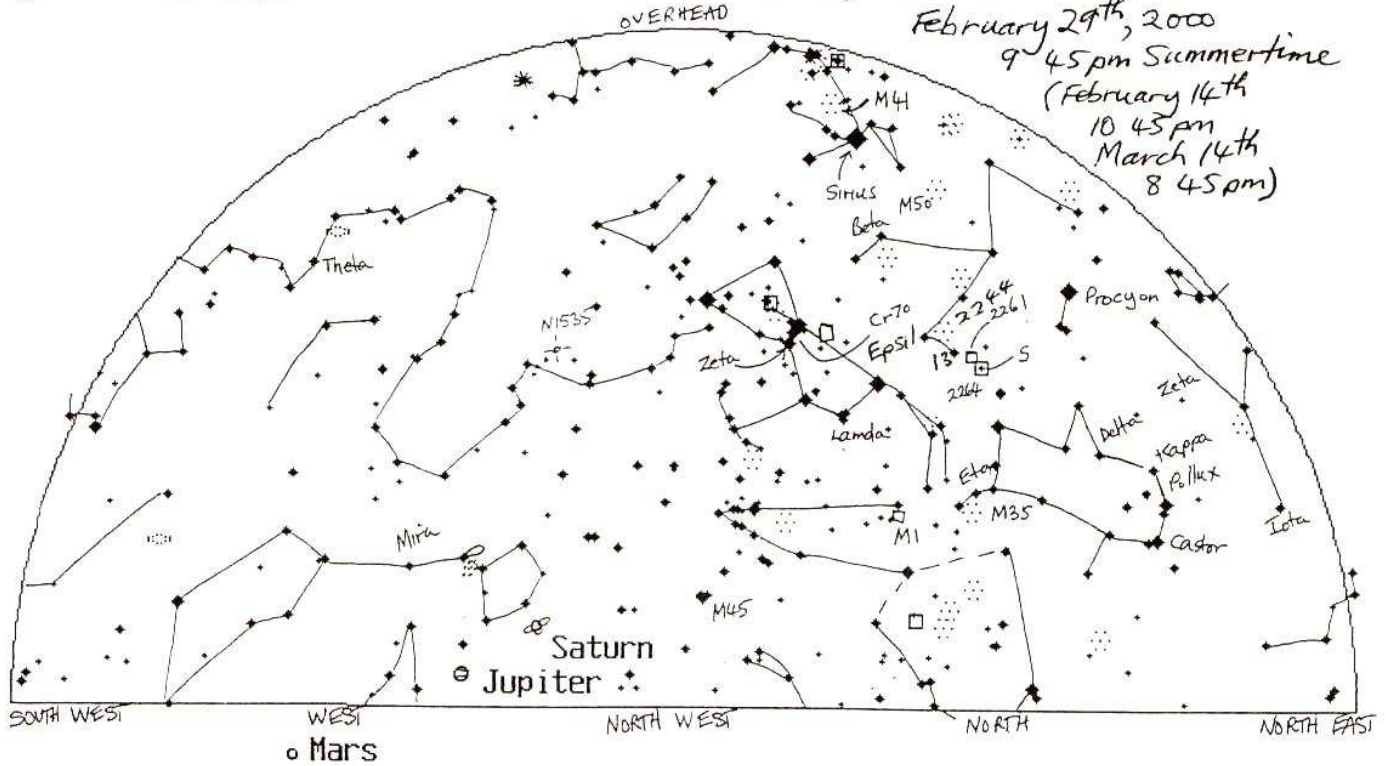 OVERHEAD
February 29th, 2000
9 45pm Summertime
(February 14th
10 45 pm
March 14th
8 45pm)
M41
Sirius
M50
Beta
Theta
2244
2261
Procyon
N1535
Cr70
Epsil
Zeta
13
S
2264
Zeta
Lamda
Delta
Kappa
Eta
Pollux
M35
Iota
Mira
M1
Castor
M45
Saturn
Jupiter
SOUTH WEST
WEST
NORTH WEST
NORTH
NORTH EAST
Mars